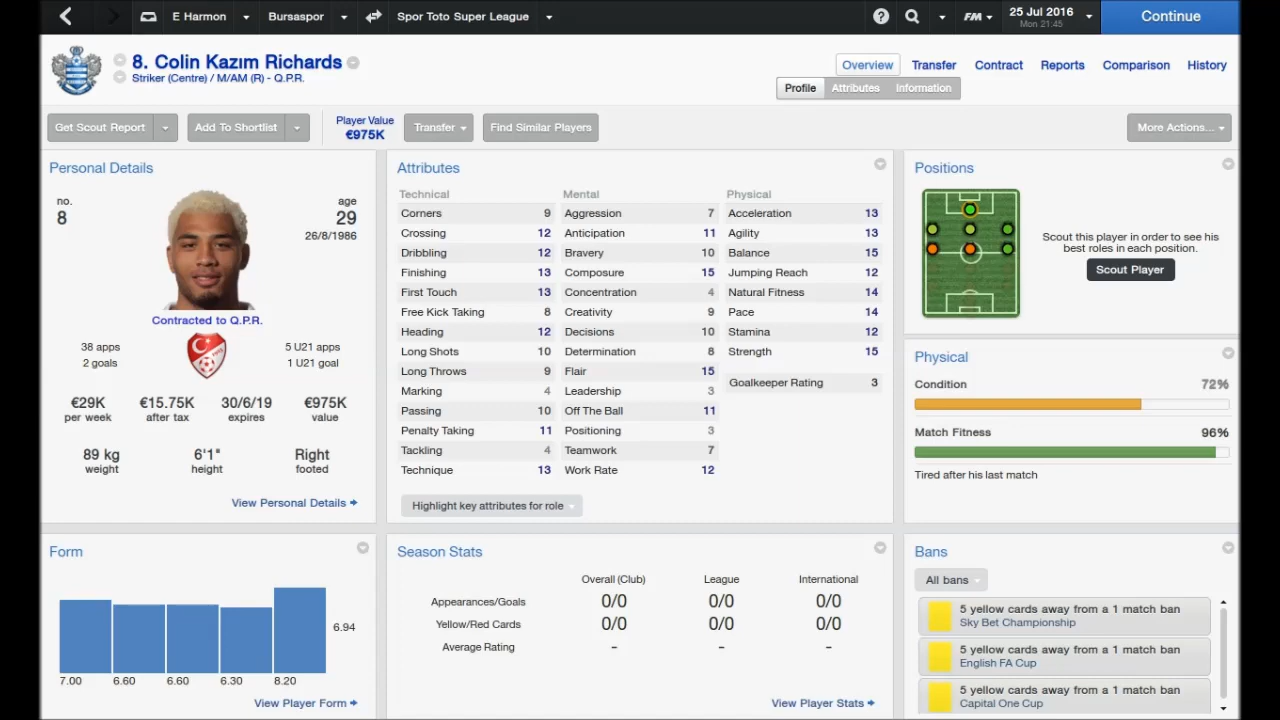 E Harmon Bursaspor Spor Toto Super League ? FM 25 Jul 2016 Continue
Mon 21:45
8. Colin Kazım Richards
Striker (Centre) / M/AM (R) - Q.P.R.
Overview Transfer Contract Reports Comparison History
Profile Attributes Information
Get Scout Report Add To Shortlist Player Value Transfer Find Similar Players More Actions...
€975K
Personal Details
no. age
8 29
26/8/1986
Contracted to Q.P.R.
38 apps 5 U21 apps
2 goals 1 U21 goal
€29K €15.75K 30/6/19 €975K
per week after tax expires value
89 kg 6'1" Right
weight height footed
View Personal Details
Attributes
Technical Mental Physical
Corners 9 Aggression 7 Acceleration 13
Crossing 12 Anticipation 11 Agility 13
Dribbling 12 Bravery 10 Balance 15
Finishing 13 Composure 15 Jumping Reach 12
First Touch 13 Concentration 4 Natural Fitness 14
Free Kick Taking 8 Creativity 9 Pace 14
Heading 12 Decisions 10 Stamina 12
Long Shots 10 Determination 8 Strength 15
Long Throws 9 Flair 15
Goalkeeper Rating 3
Marking 4 Leadership 3
Passing 10 Off The Ball 11
Penalty Taking 11 Positioning 3
Tackling 4 Teamwork 7
Technique 13 Work Rate 12
Highlight key attributes for role
Positions
Scout this player in order to see his
best roles in each position.
Scout Player
Physical
Condition 72%
Match Fitness 96%
Tired after his last match
Form
6.94
7.00 6.60 6.60 6.30 8.20
View Player Form
Season Stats
Overall (Club) League International
Appearances/Goals 0/0 0/0 0/0
Yellow/Red Cards 0/0 0/0 0/0
Average Rating - - -
View Player Stats
Bans
All bans
5 yellow cards away from a 1 match ban
Sky Bet Championship
5 yellow cards away from a 1 match ban
English FA Cup
5 yellow cards away from a 1 match ban
Capital One Cup